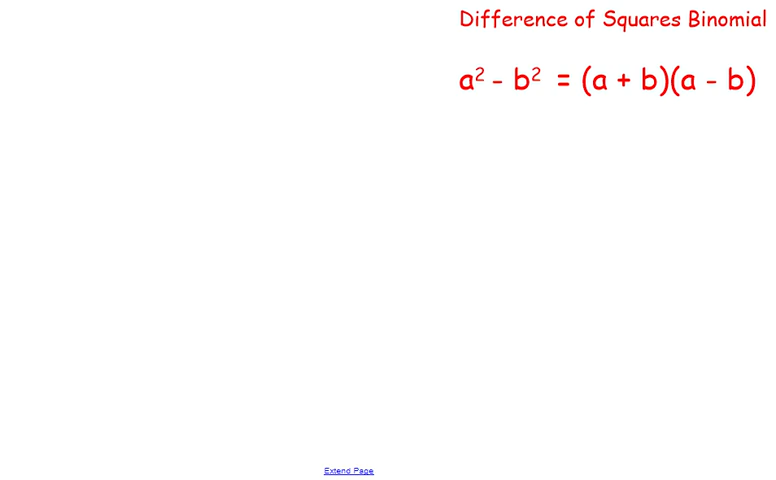 Difference of Squares Binomial
a² - b² = (a + b)(a - b)
Extend Page